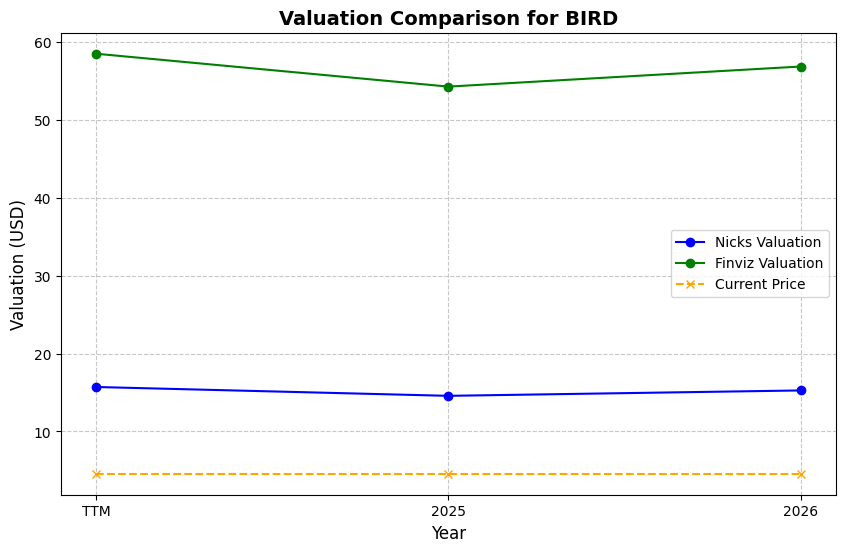 Valuation Comparison for BIRD
Valuation (USD)
60
50
40
30
20
10
Nicks Valuation
Finviz Valuation
Current Price
TTM
2025
2026
Year